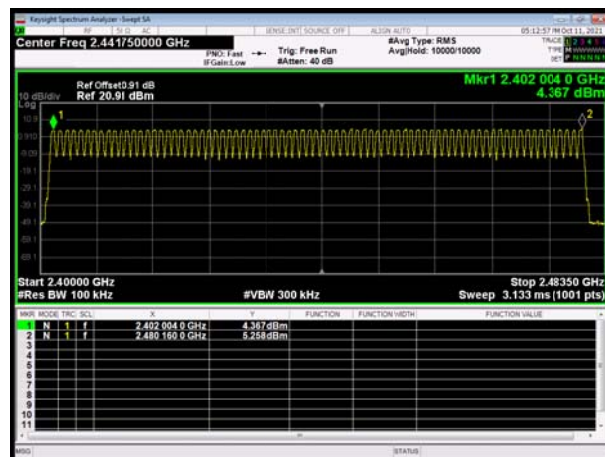 Keysight Spectrum Analyzer - Swept SA
RF 50 Ω AC SENSE:INT SOURCE OFF ALIGN AUTO 05:12:57 PM Oct 11, 2021
Center Freq 2.441750000 GHz
PNO: Fast
IFGain:Low
Trig: Free Run
#Atten: 40 dB
#Avg Type: RMS
Avg|Hold: 10000/10000
TRACE 1 2 3 4 5 6
TYPE
DET P N N N N N
Ref Offset 0.91 dB
Ref 20.91 dBm
10 dB/div
Log
Mkr1 2.402 004 0 GHz
4.367 dBm
1
2
10.9
0.910
-9.09
-19.1
-29.1
-39.1
-49.1
-59.1
-69.1
Start 2.40000 GHz
#Res BW 100 kHz
#VBW 300 kHz
Stop 2.48350 GHz
Sweep 3.133 ms (1001 pts)
MKR MODE TRC SCL X Y FUNCTION FUNCTION WIDTH FUNCTION VALUE
1 N 1 f 2.402 004 0 GHz 4.367 dBm
2 N 1 f 2.480 160 0 GHz 5.258 dBm
3
4
5
6
7
8
9
10
11
MSG
STATUS